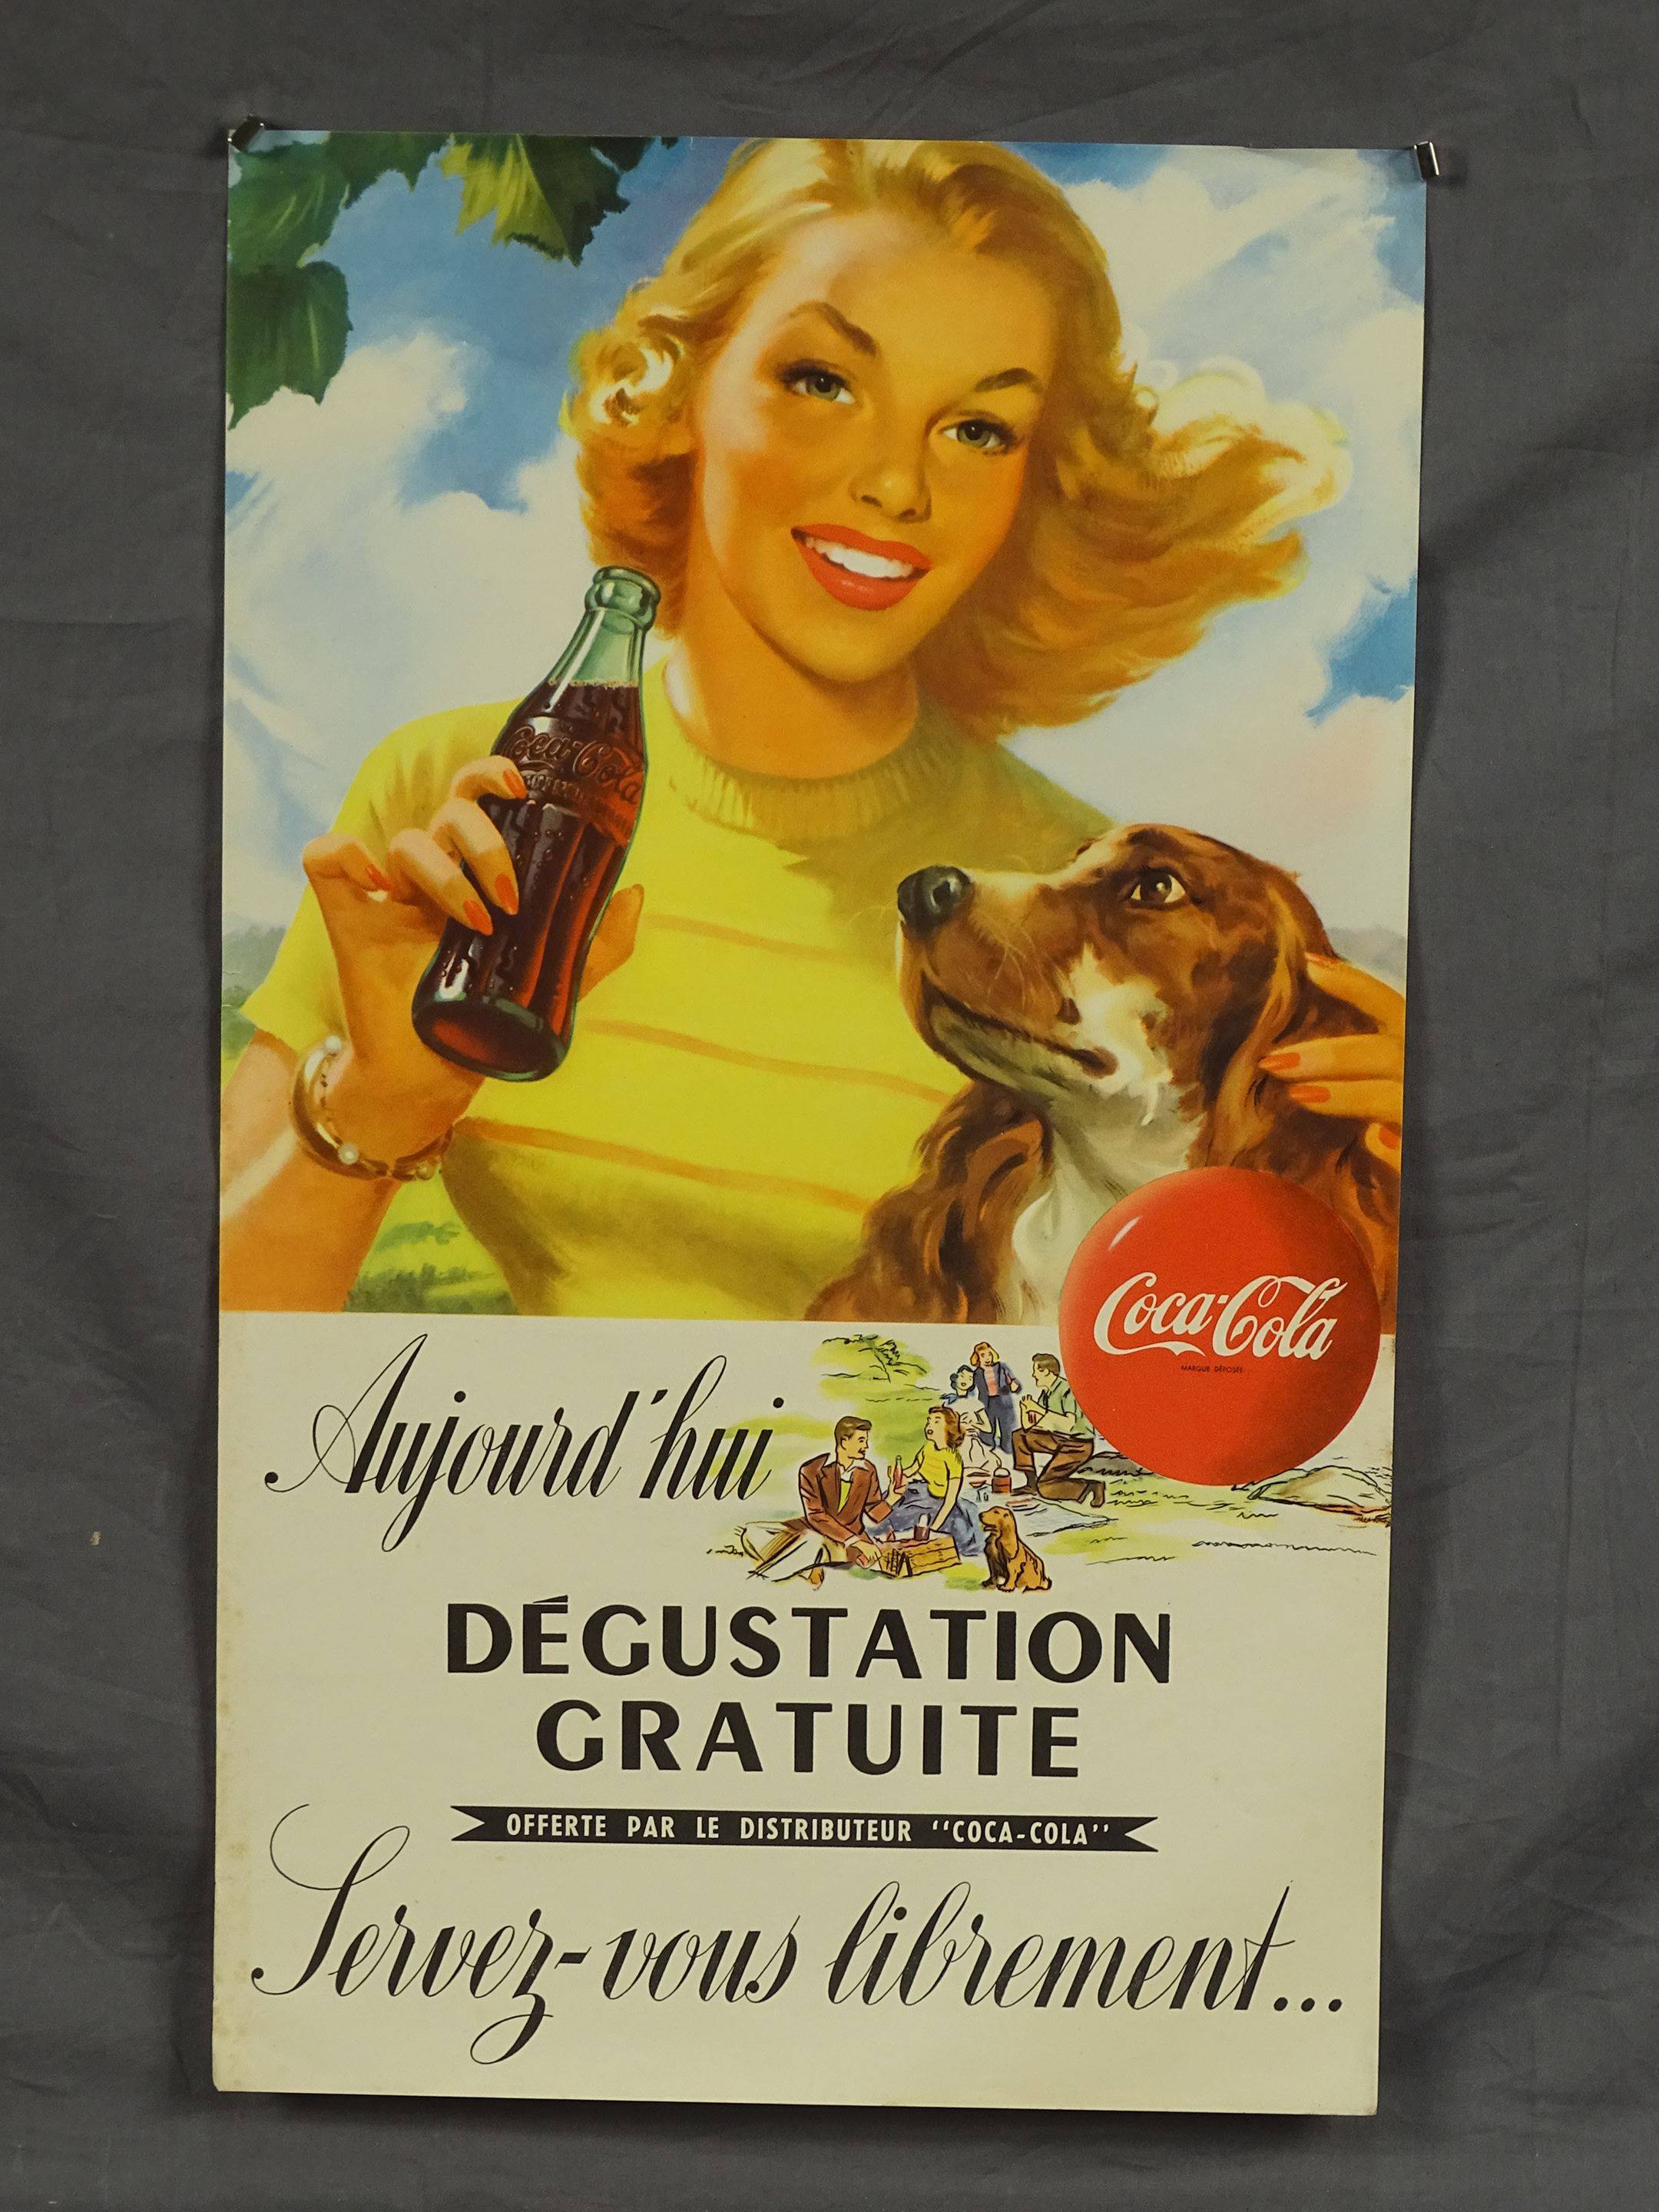 Coca-Cola
Coca-Cola
MARQUE DÉPOSÉE
Aujourd'hui
DÉGUSTATION
GRATUITE
OFFERTE PAR LE DISTRIBUTEUR "COCA-COLA"
Servez-vous librement...